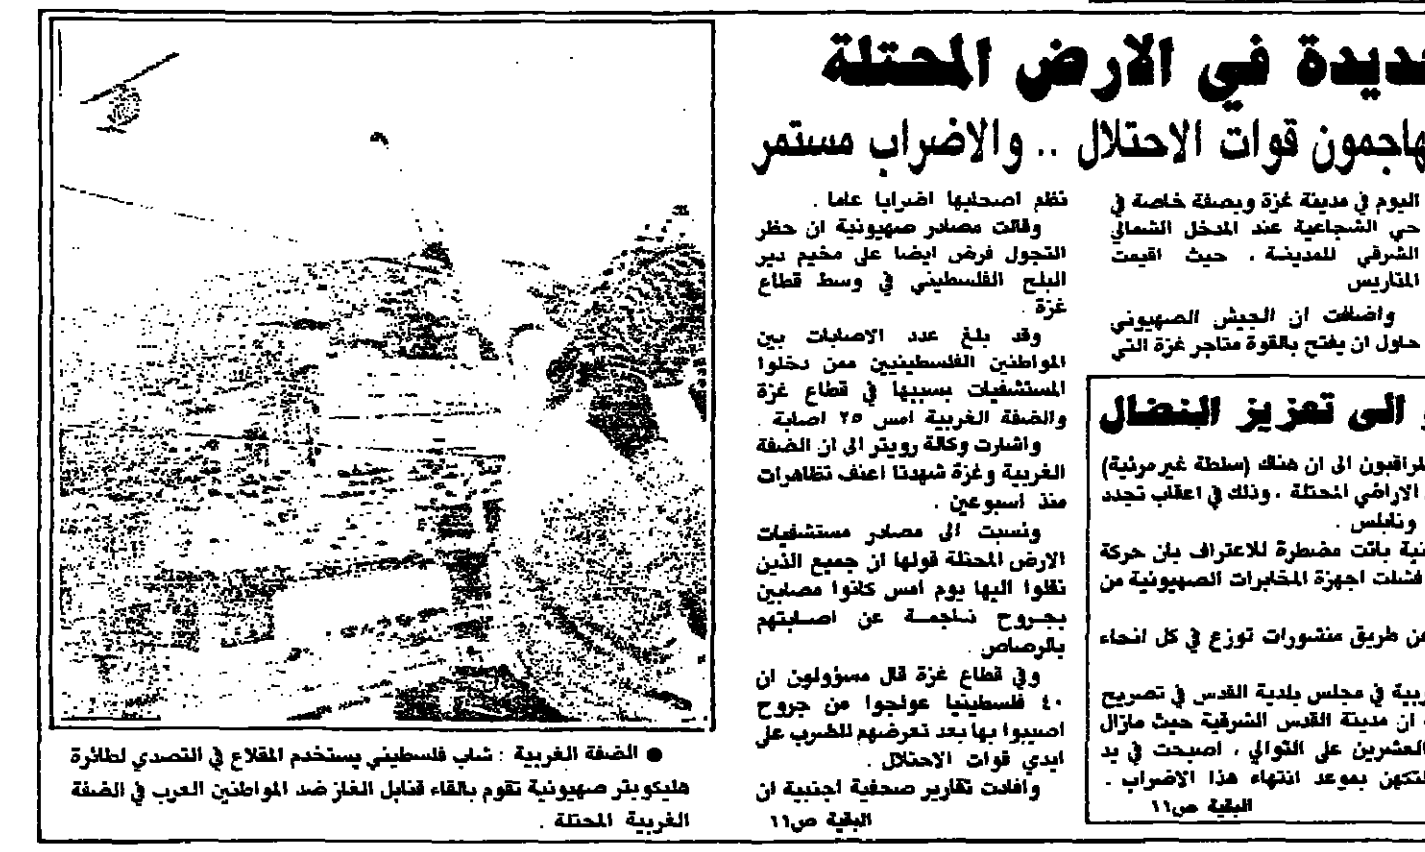 ديدة في الارض المحتلة
هاجمون قوات الاحتلال .. والاضراب مستمر
اليوم في مدينة غزة وبصفة خاصة في
حي الشجاعية عند المدخل الشمالي
الشرقي للمدينة ، حيث اقيمت
المتاريس
واضافت ان الجيش الصهيوني
حاول ان يفتح بالقوة متاجر غزة التي
نظم اصحابها اضرابا عاما .
وقالت مصادر صهيونية ان حظر
التجول فرض ايضا على مخيم دير
البلح الفلسطيني في وسط قطاع
غزة .
وقد بلغ عدد الاصابات بين
المواطنين الفلسطينيين ممن دخلوا
المستشفيات بسببها في قطاع غزة
والضفة الغربية امس ٢٥ اصابة .
واشارت وكالة رويتر الى ان الضفة
الغربية وغزة شهدتا اعنف تظاهرات
منذ اسبوعين .
ونسبت الى مصادر مستشفيات
الارض المحتلة قولها ان جميع الذين
نقلوا اليها يوم امس كانوا مصابين
بجروح ناجمة عن اصابتهم
بالرصاص .
وفي قطاع غزة قال مسؤولون ان
٤٠ فلسطينيا عولجوا من جروح
اصيبوا بها بعد تعرضهم للضرب على
ايدي قوات الاحتلال .
وافادت تقارير صحفية اجنبية ان
البقية ص١١
الى تعزيز النضال
لمراقبون الى ان هناك (سلطة غير مرئية)
الاراضي المحتلة ، وذلك في اعقاب تجدد
ونابلس .
نية باتت مضطرة للاعتراف بان حركة
فشلت اجهزة المخابرات الصهيونية من
عن طريق منشورات توزع في كل انحاء
ربية في مجلس بلدية القدس في تصريح
ان مدينة القدس الشرقية حيث مازال
العشرين على التوالي ، اصبحت في يد
لتكهن بموعد انتهاء هذا الاضراب .
البقية ص١١
● الضفة الغربية : شاب فلسطيني يستخدم المقلاع في التصدي لطائرة
هليكوبتر صهيونية تقوم بالقاء قنابل الغاز ضد المواطنين العرب في الضفة
الغربية المحتلة .